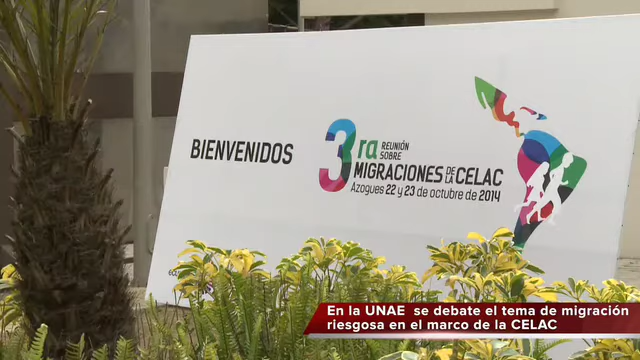 BIENVENIDOS
3ra REUNIÓN SOBRE
MIGRACIONES DE LA CELAC
Azogues 22 y 23 de octubre de 2014
En la UNAE se debate el tema de migración
riesgosa en el marco de la CELAC